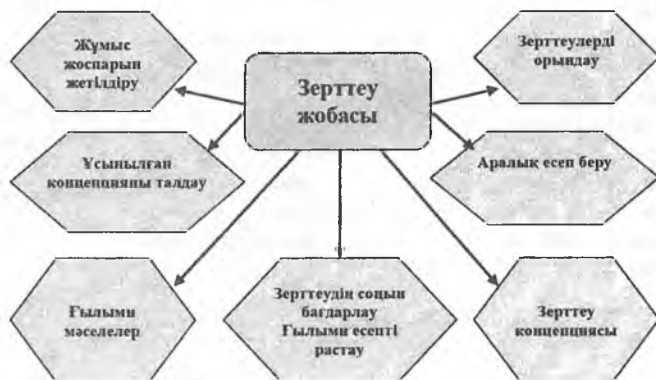 Жұмыс
жоспарын
жетілдіру
Зерттеу
жобасы
Зерттеулерді
орындау
Ұсынылған
концепцияны талдау
Аралық есеп беру
Ғылыми
мәселелер
Зерттеудің соңын
бағдарлау
Ғылыми есепті
растау
Зерттеу
концепциясы